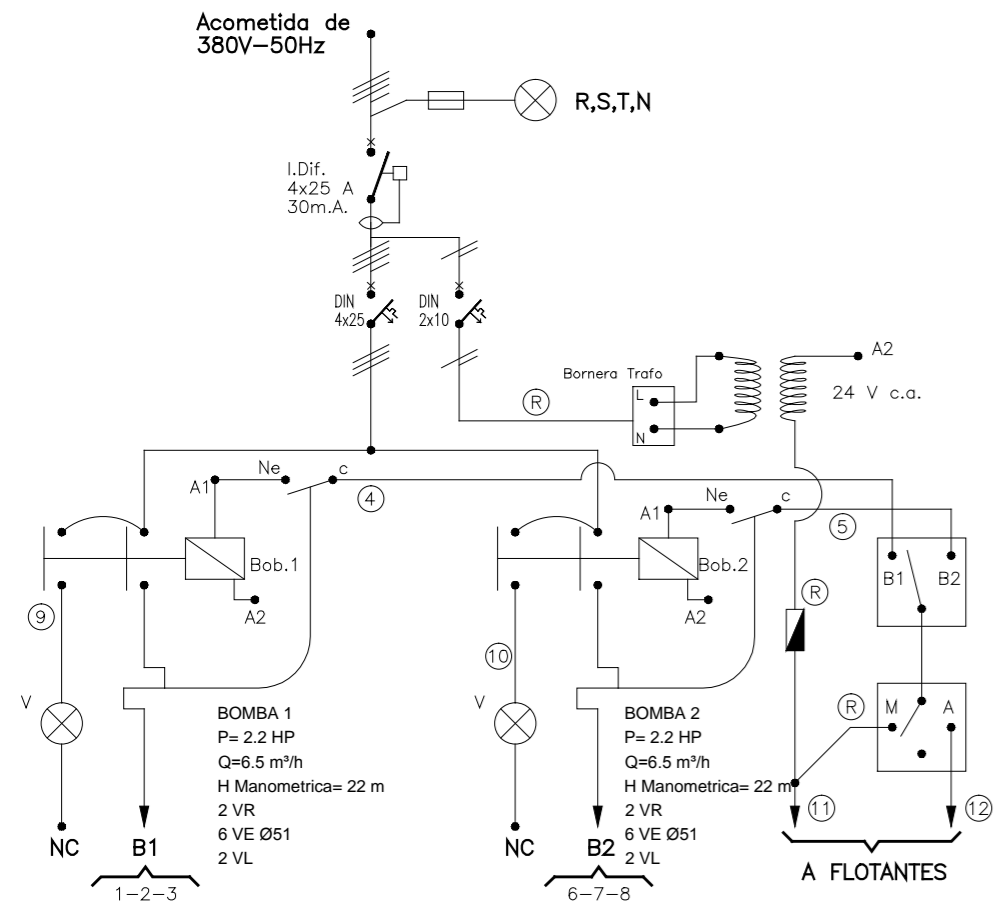 Acometida de
380V-50Hz
R,S,T,N
I.Dif.
4x25 A
30m.A.
DIN
4x25
DIN
2x10
Bornera Trafo
L
N
R
A2
24 V c.a.
A1
Ne
c
4
Bob.1
A2
A1
Ne
c
5
Bob.2
A2
B1
B2
R
9
V
10
V
R
M
A
BOMBA 1
P= 2.2 HP
Q=6.5 m³/h
H Manometrica= 22 m
2 VR
6 VE Ø51
2 VL
BOMBA 2
P= 2.2 HP
Q=6.5 m³/h
H Manometrica= 22 m
2 VR
6 VE Ø51
2 VL
11
12
NC
B1
1-2-3
NC
B2
6-7-8
A FLOTANTES